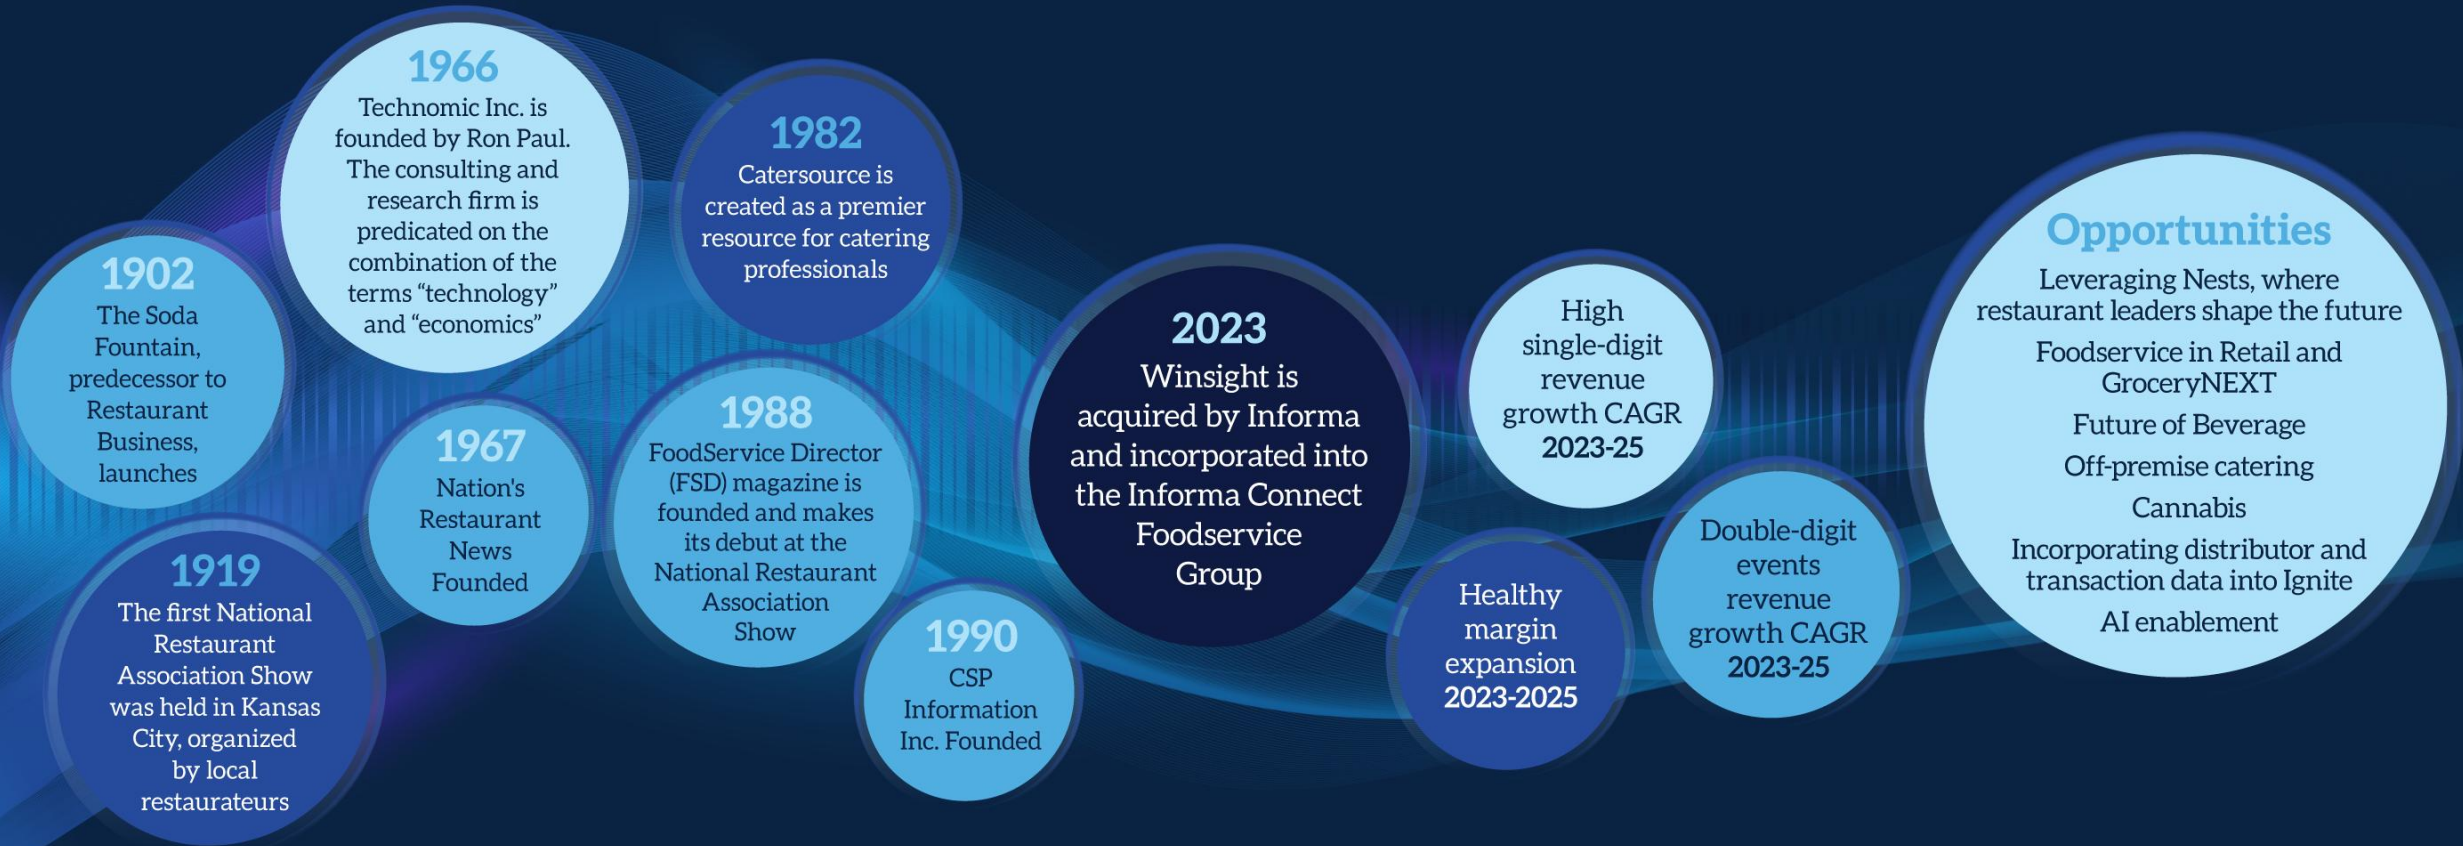 1902
The Soda
Fountain,
predecessor to
Restaurant
Business,
launches
1919
The first National
Restaurant
Association Show
was held in Kansas
City, organized
by local
restaurateurs
1966
Technomic Inc. is
founded by Ron Paul.
The consulting and
research firm is
predicated on the
combination of the
terms “technology”
and “economics”
1967
Nation's
Restaurant
News
Founded
1982
Catersource is
created as a premier
resource for catering
professionals
1988
FoodService Director
(FSD) magazine is
founded and makes
its debut at the
National Restaurant
Association
Show
1990
CSP
Information
Inc. Founded
2023
Winsight is
acquired by Informa
and incorporated into
the Informa Connect
Foodservice
Group
High
single-digit
revenue
growth CAGR
2023-25
Healthy
margin
expansion
2023-2025
Double-digit
events
revenue
growth CAGR
2023-25
Opportunities
Leveraging Nests, where
restaurant leaders shape the future
Foodservice in Retail and
GroceryNEXT
Future of Beverage
Off-premise catering
Cannabis
Incorporating distributor and
transaction data into Ignite
AI enablement